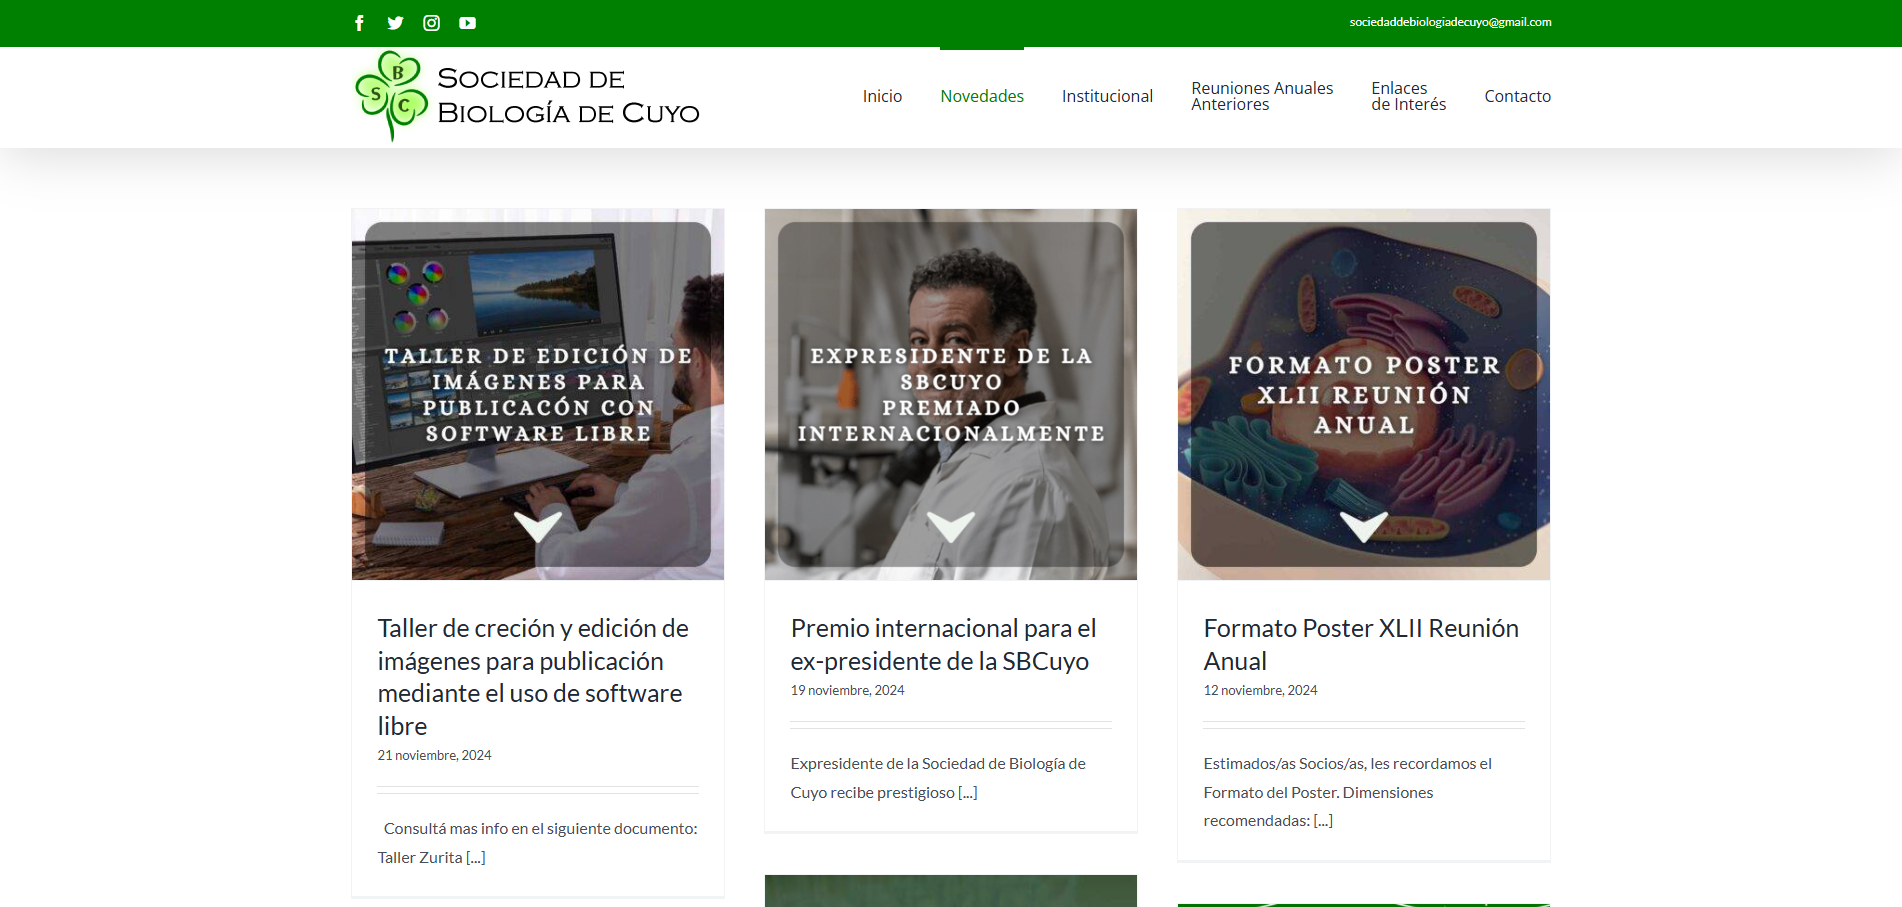 sociedaddebiologiadecuyo@gmail.com
B
S
C
SOCIEDAD DE
BIOLOGÍA DE CUYO
Inicio
Novedades
Institucional
Reuniones Anuales
Anteriores
Enlaces
de Interés
Contacto
TALLER DE EDICIÓN DE
IMÁGENES PARA
PUBLICACÓN CON
SOFTWARE LIBRE
Taller de creción y edición de
imágenes para publicación
mediante el uso de software
libre
21 noviembre, 2024
Consultá mas info en el siguiente documento:
Taller Zurita [...]
EXPRESIDENTE DE LA
SBCUYO
PREMIADO
INTERNACIONALMENTE
Premio internacional para el
ex-presidente de la SBCuyo
19 noviembre, 2024
Expresidente de la Sociedad de Biología de
Cuyo recibe prestigioso [...]
FORMATO POSTER
XLII REUNIÓN
ANUAL
Formato Poster XLII Reunión
Anual
12 noviembre, 2024
Estimados/as Socios/as, les recordamos el
Formato del Poster. Dimensiones
recomendadas: [...]